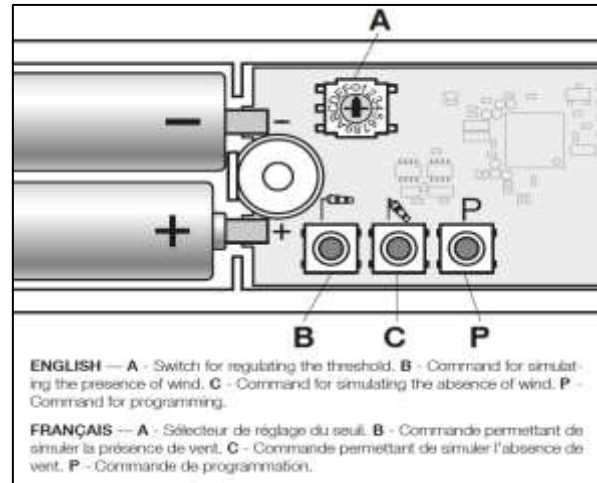 A
−
−
+
+
P
B
C
P
ENGLISH — A - Switch for regulating the threshold. B - Command for simulat-
ing the presence of wind. C - Command for simulating the absence of wind. P -
Command for programming.
FRANÇAIS — A - Sélecteur de réglage du seuil. B - Commande permettant de
simuler la présence de vent. C - Commande permettant de simuler l'absence de
vent. P - Commande de programmation.